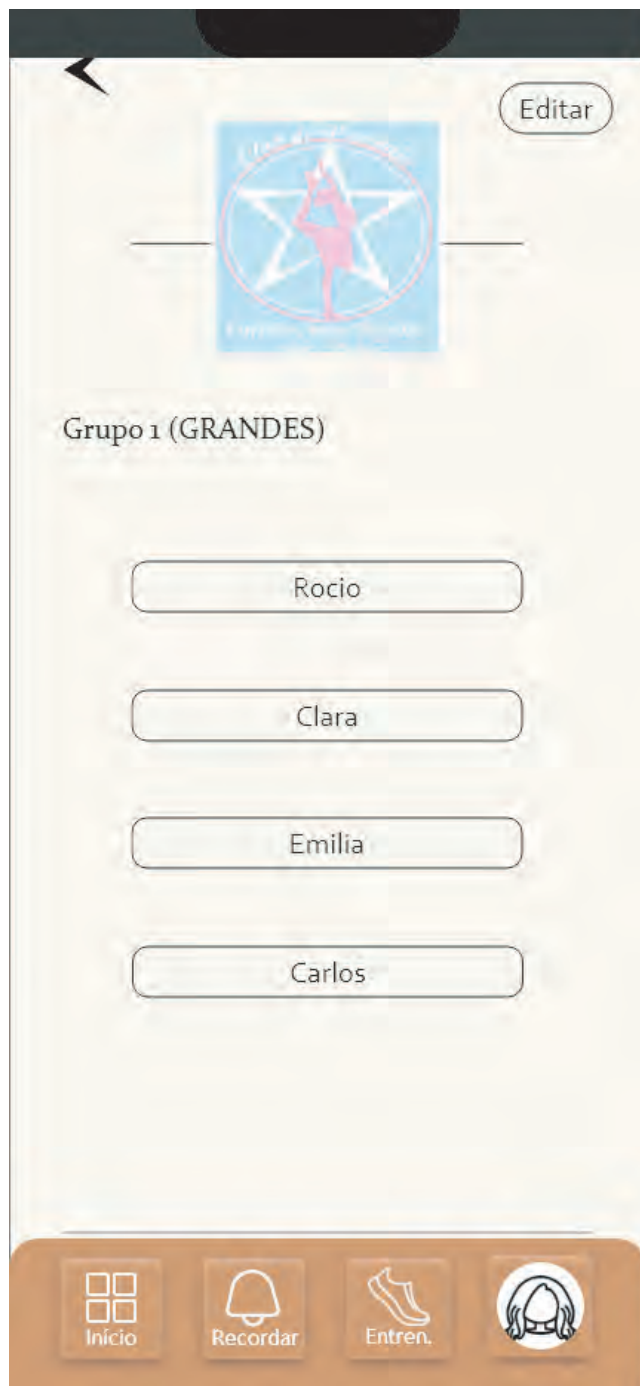 Editar
Grupo 1 (GRANDES)
Rocio
Clara
Emilia
Carlos
Inicio
Recordar
Entren.